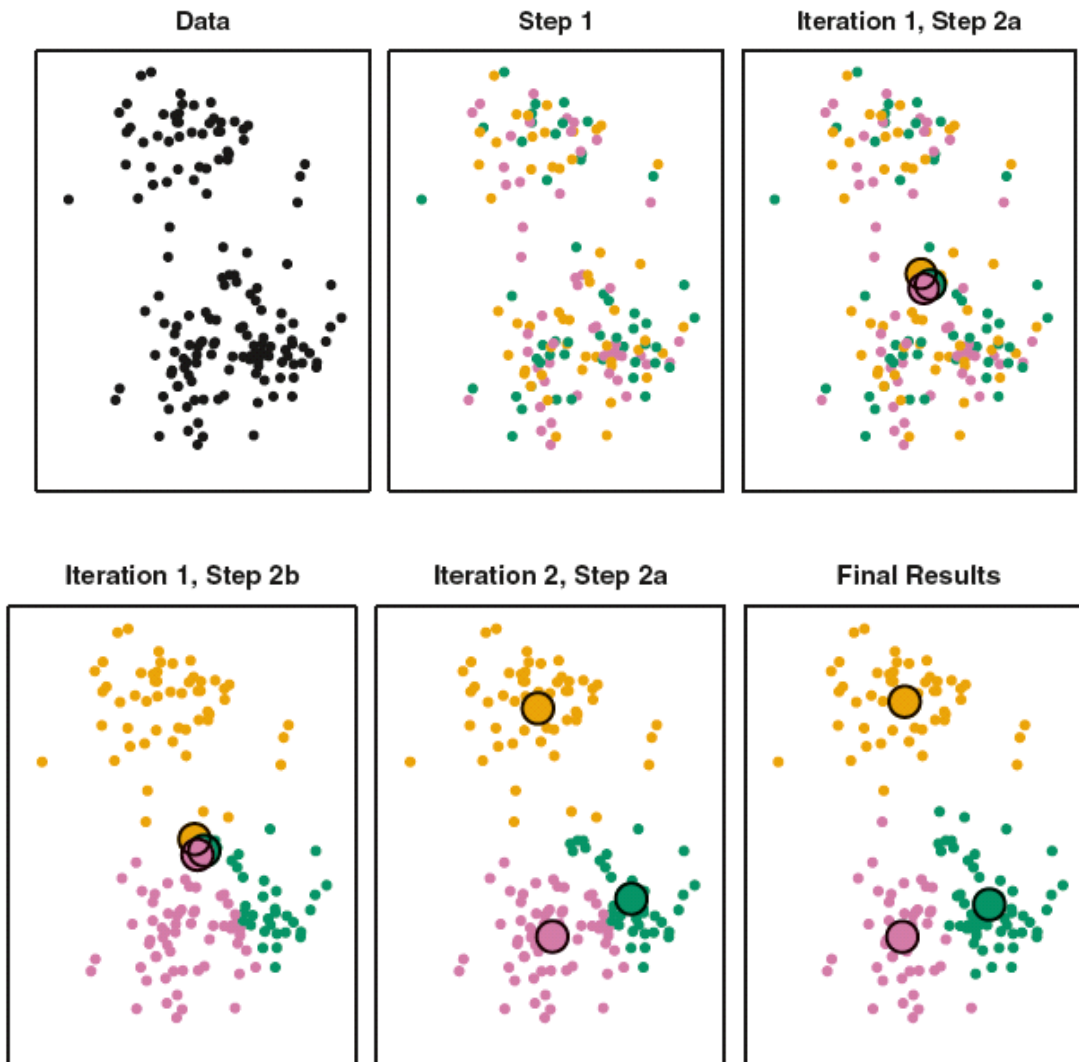 Data
Step 1
Iteration 1, Step 2a
Iteration 1, Step 2b
Iteration 2, Step 2a
Final Results